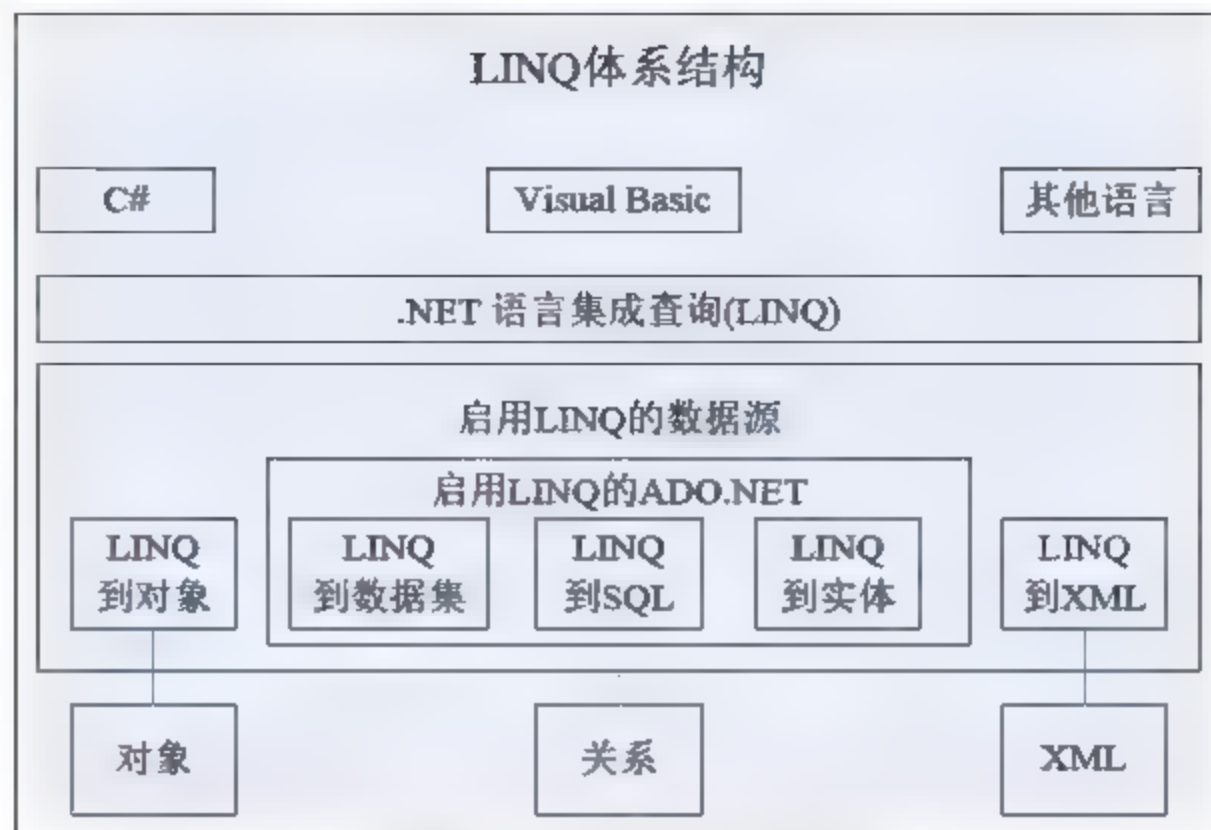 LINQ体系结构
C#
Visual Basic
其他语言
.NET 语言集成查询(LINQ)
启用LINQ的数据源
启用LINQ的ADO.NET
LINQ
到对象
LINQ
到数据集
LINQ
到SQL
LINQ
到实体
LINQ
到XML
对象
关系
XML